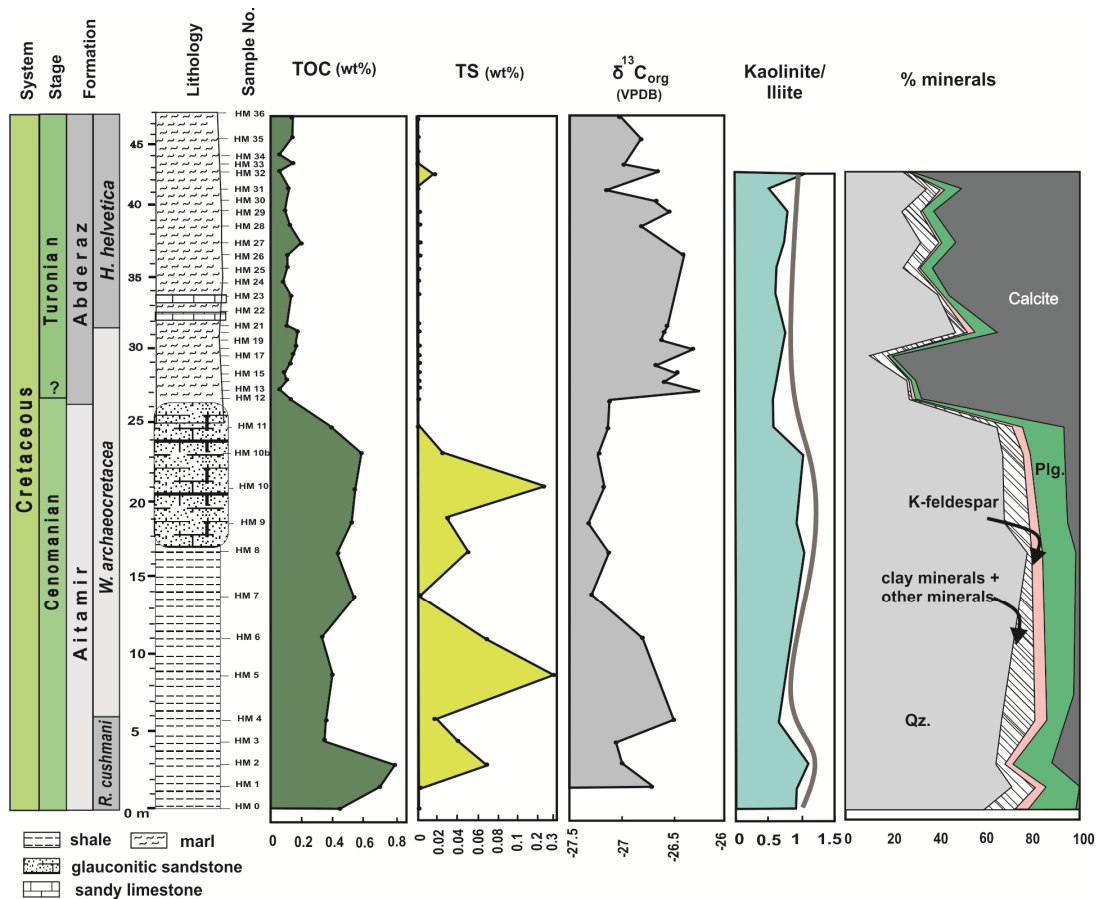 System
Stage
Formation
Lithology
Sample No.
TOC (wt%)
TS (wt%)
δ13Corg
(VPDB)
Kaolinite/
Iliite
% minerals
Cretaceous
Turonian
?
Cenomanian
Abderaz
Aitamir
H. helvetica
W. archaeocretacea
R. cushmani
45
40
35
30
25
20
15
10
5
0 m
HM 36
HM 35
HM 34
HM 33
HM 32
HM 31
HM 30
HM 29
HM 28
HM 27
HM 26
HM 25
HM 24
HM 23
HM 22
HM 21
HM 19
HM 17
HM 15
HM 13
HM 12
HM 11
HM 10b
HM 10
HM 9
HM 8
HM 7
HM 6
HM 5
HM 4
HM 3
HM 2
HM 1
HM 0
Calcite
Plg.
K-feldespar
clay minerals +
other minerals
Qz.
0 0.2 0.4 0.6 0.8
0 0.02 0.04 0.06 0.08 0.1 0.2 0.3
-27.5 -27 -26.5 -26
0 0.5 1.0 1.5
0 20 40 60 80 100
shale marl
glauconitic sandstone
sandy limestone